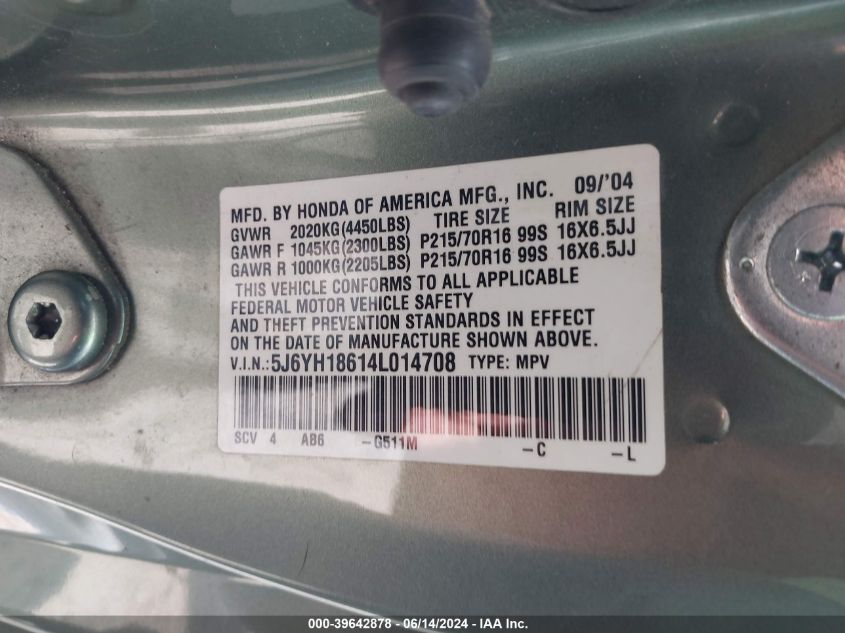 MFD. BY HONDA OF AMERICA MFG., INC. 09/'04
GVWR 2020KG(4450LBS) TIRE SIZE RIM SIZE
GAWR F 1045KG(2300LBS) P215/70R16 99S 16X6.5JJ
GAWR R 1000KG(2205LBS) P215/70R16 99S 16X6.5JJ
THIS VEHICLE CONFORMS TO ALL APPLICABLE
FEDERAL MOTOR VEHICLE SAFETY
AND THEFT PREVENTION STANDARDS IN EFFECT
ON THE DATE OF MANUFACTURE SHOWN ABOVE.
V.I.N.:5J6YH18614L014708 TYPE: MPV
SCV 4 AB6 -G511M -C -L
000-39642878 - 06/14/2024 - IAA Inc.